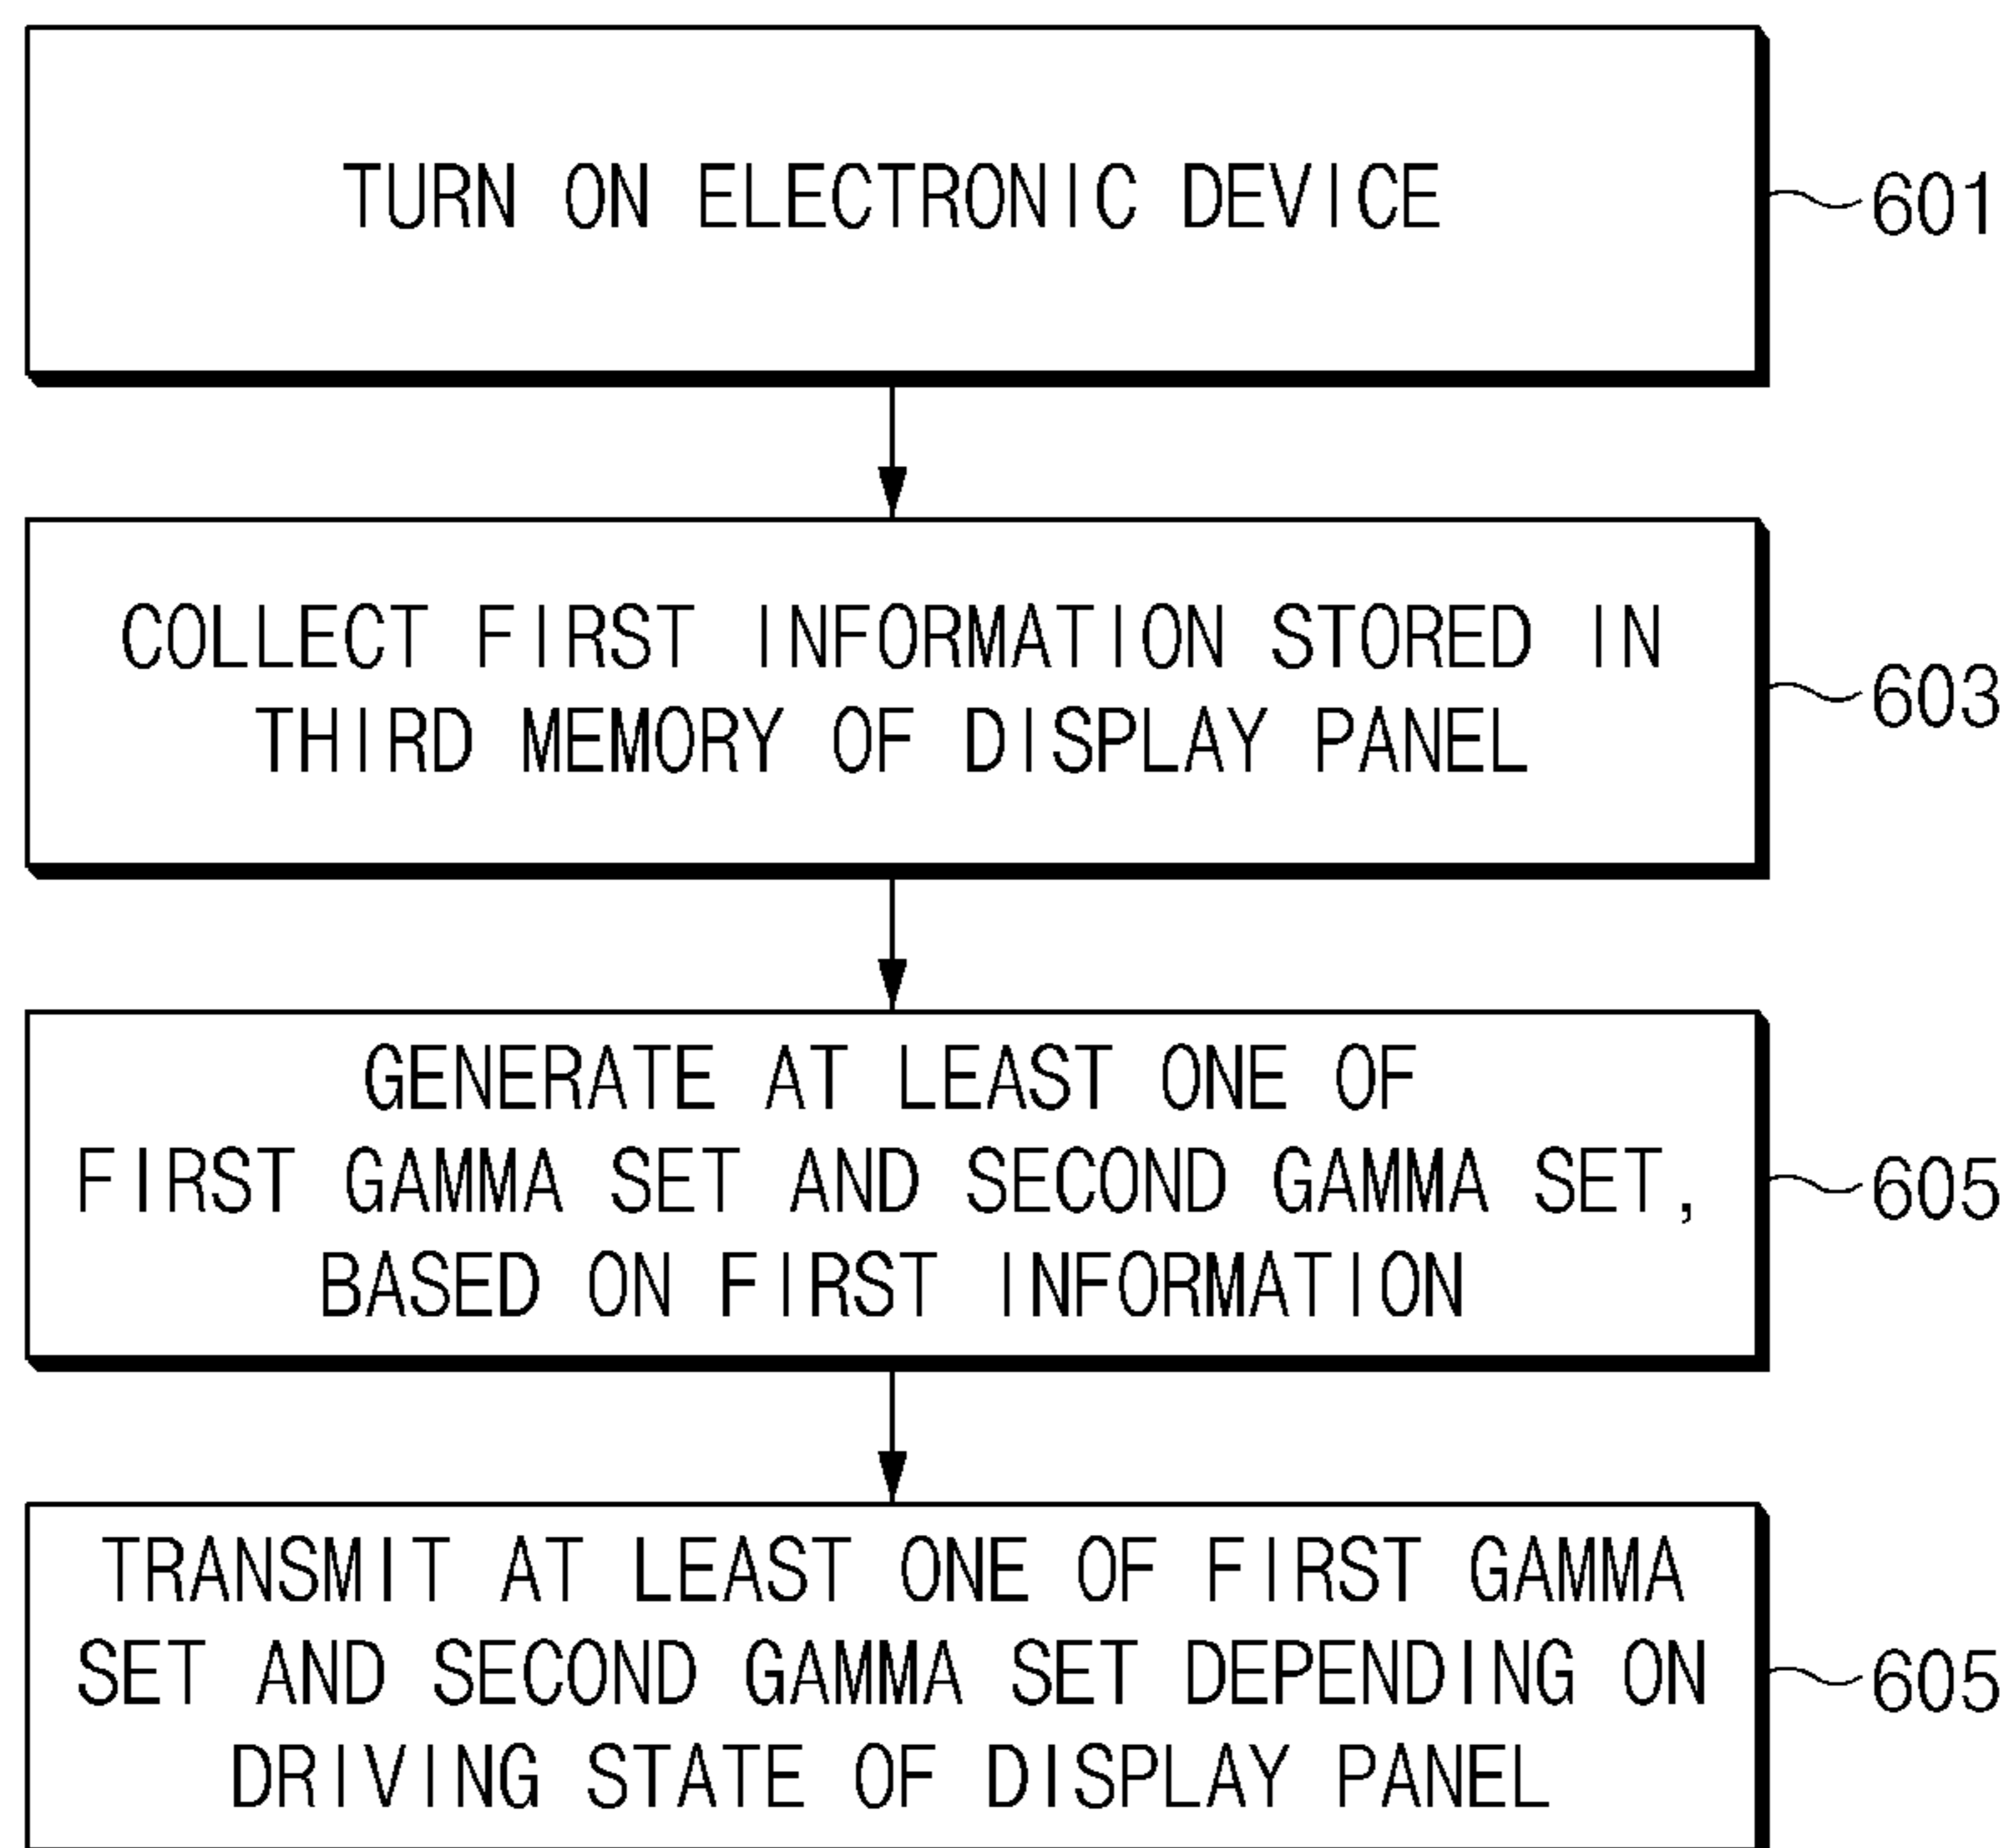 TURN ON ELECTRONIC DEVICE
601
COLLECT FIRST INFORMATION STORED IN
THIRD MEMORY OF DISPLAY PANEL
603
GENERATE AT LEAST ONE OF
FIRST GAMMA SET AND SECOND GAMMA SET,
BASED ON FIRST INFORMATION
605
TRANSMIT AT LEAST ONE OF FIRST GAMMA
SET AND SECOND GAMMA SET DEPENDING ON
DRIVING STATE OF DISPLAY PANEL
605